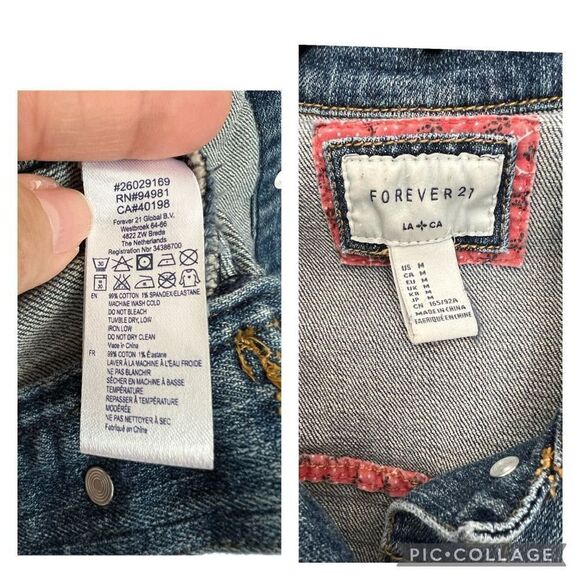 #26029169
RN#94981
CA#40198
Forever 21 Global B.V.
Westbroek 64-66
4822 ZW Breda
The Netherlands
Registration Nbr 34388700
EN
99% COTTON 1% SPANDEX-ELASTANE
MACHINE WASH COLD
DO NOT BLEACH
TUMBLE DRY, LOW
IRON LOW
DO NOT DRY CLEAN
Made in China
FR
99% COTON 1% Élastane
LAVER À LA MACHINE À L'EAU FROIDE
NE PAS BLANCHIR
SÉCHER EN MACHINE À BASSE
TEMPÉRATURE
REPASSER À TEMPÉRATURE
MODÉRÉE
NE PAS NETTOYER À SEC
Fabriqué en Chine
FOREVER 21
LA CA
US M
CA M
EU M
UK M
KR M
JP M
CN 165/92A
MADE IN CHINA
FABRIQUÉ EN CHINE
PIC•COLLAGE